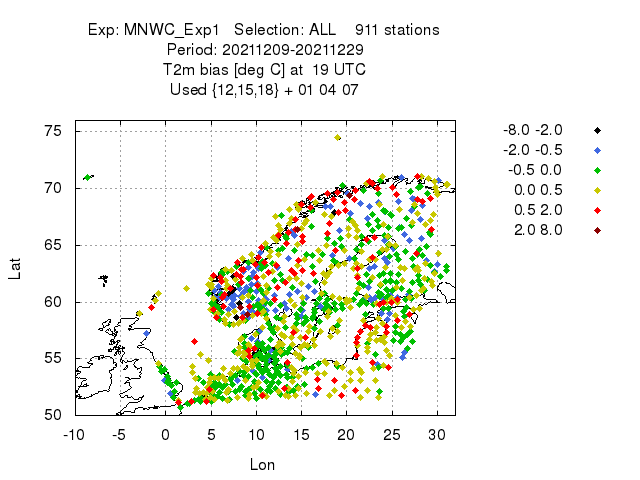 Exp: MNWC_Exp1   Selection: ALL    911 stations
Period: 20211209-20211229
T2m bias [deg C] at  19 UTC
Used {12,15,18} + 01 04 07
-8.0 -2.0
-2.0 -0.5
-0.5 0.0
0.0 0.5
0.5 2.0
2.0 8.0
75
70
65
60
55
50
Lat
-10 -5 0 5 10 15 20 25 30
Lon